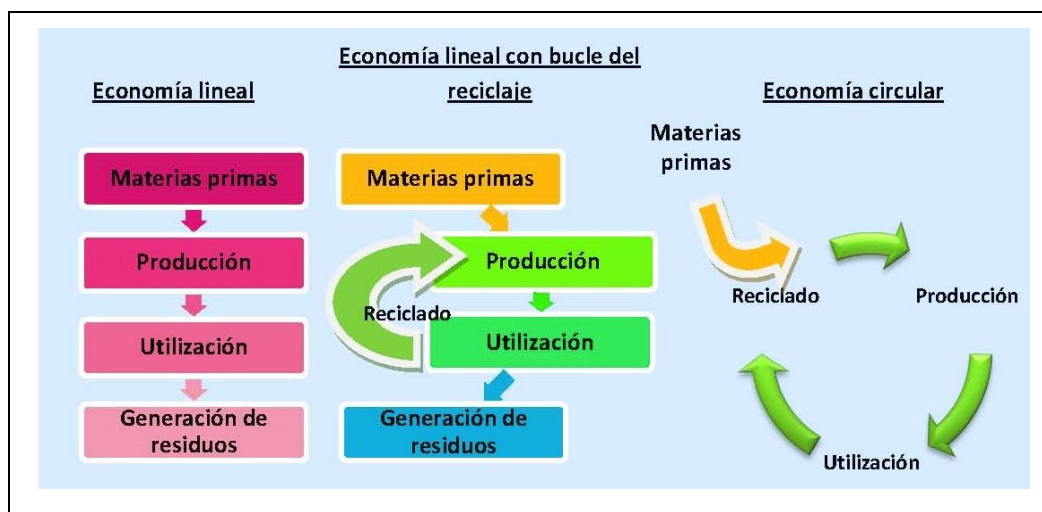 Economía lineal
Materias primas
Producción
Utilización
Generación de
residuos
Economía lineal con bucle del
reciclaje
Materias primas
Producción
Reciclado
Utilización
Generación de
residuos
Economía circular
Materias
primas
Reciclado
Producción
Utilización